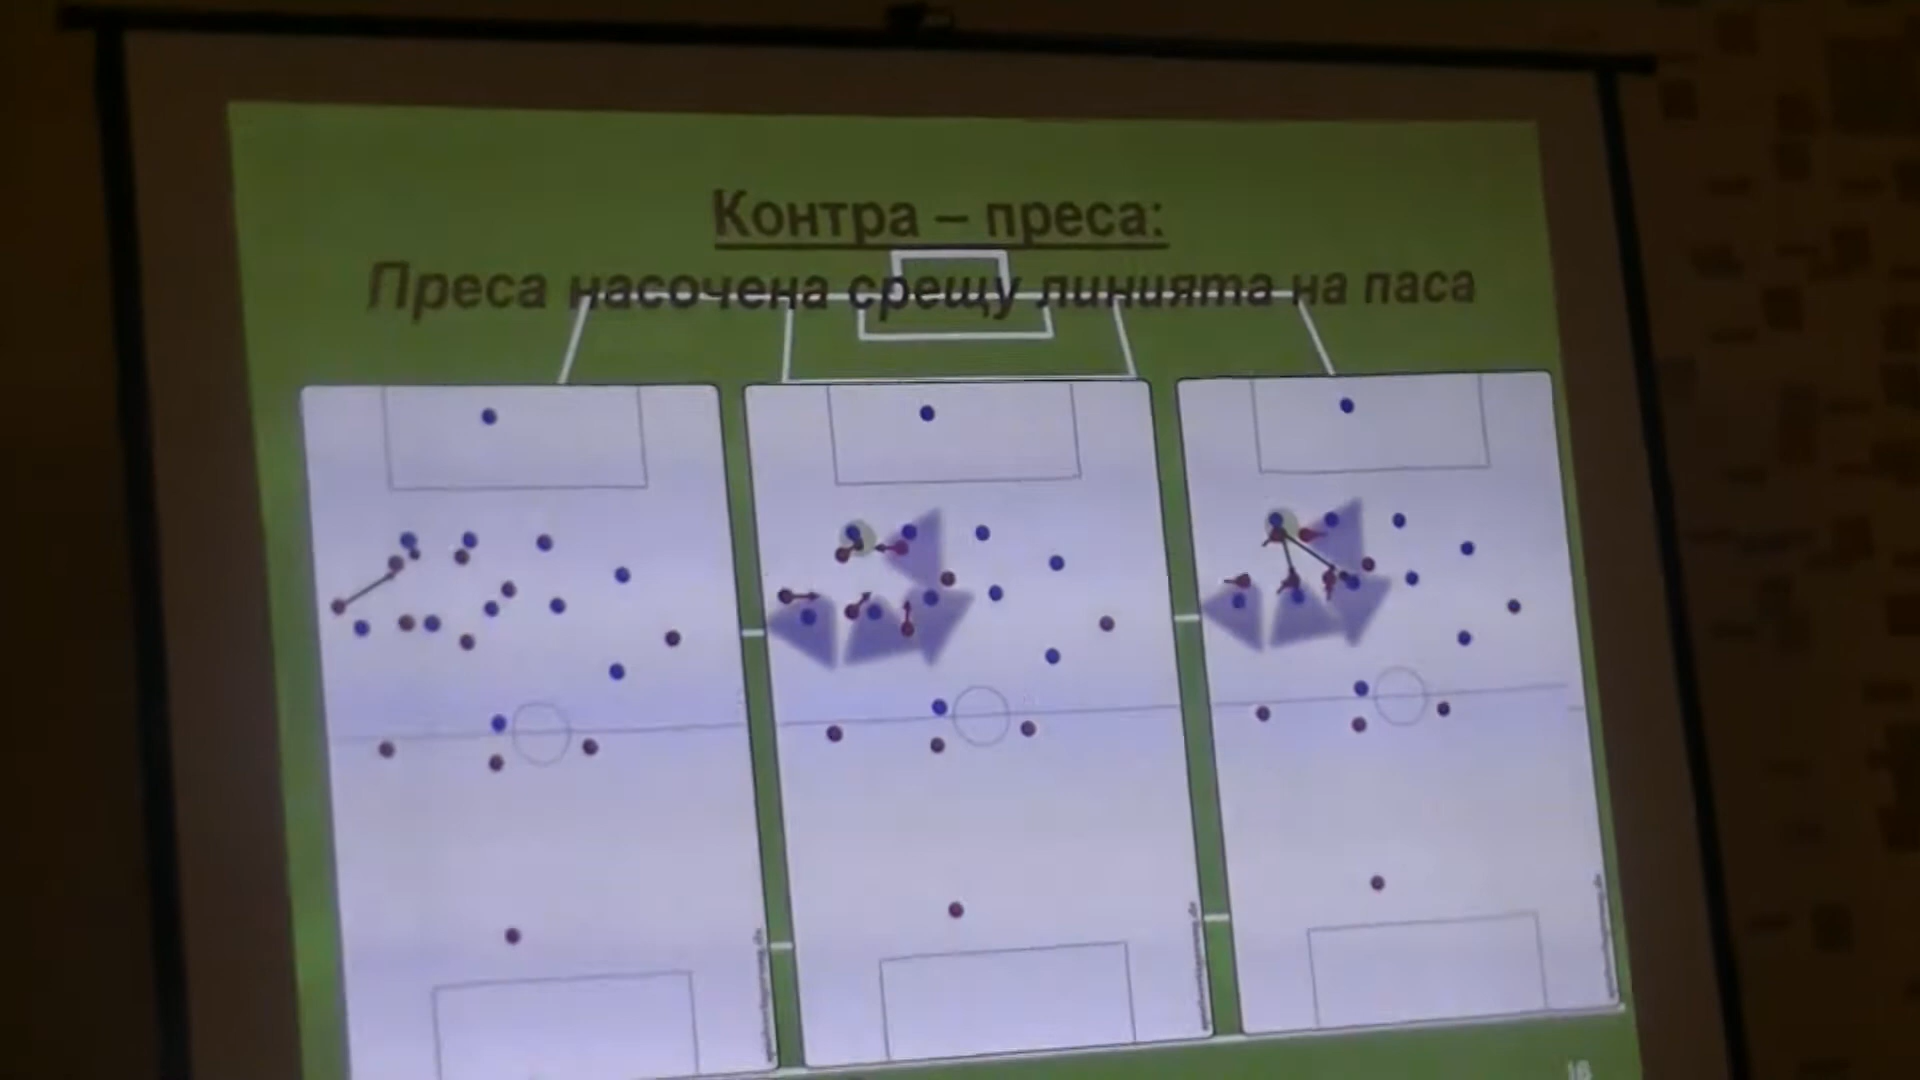 Контра – преса:
Преса насочена срещу линията на паса